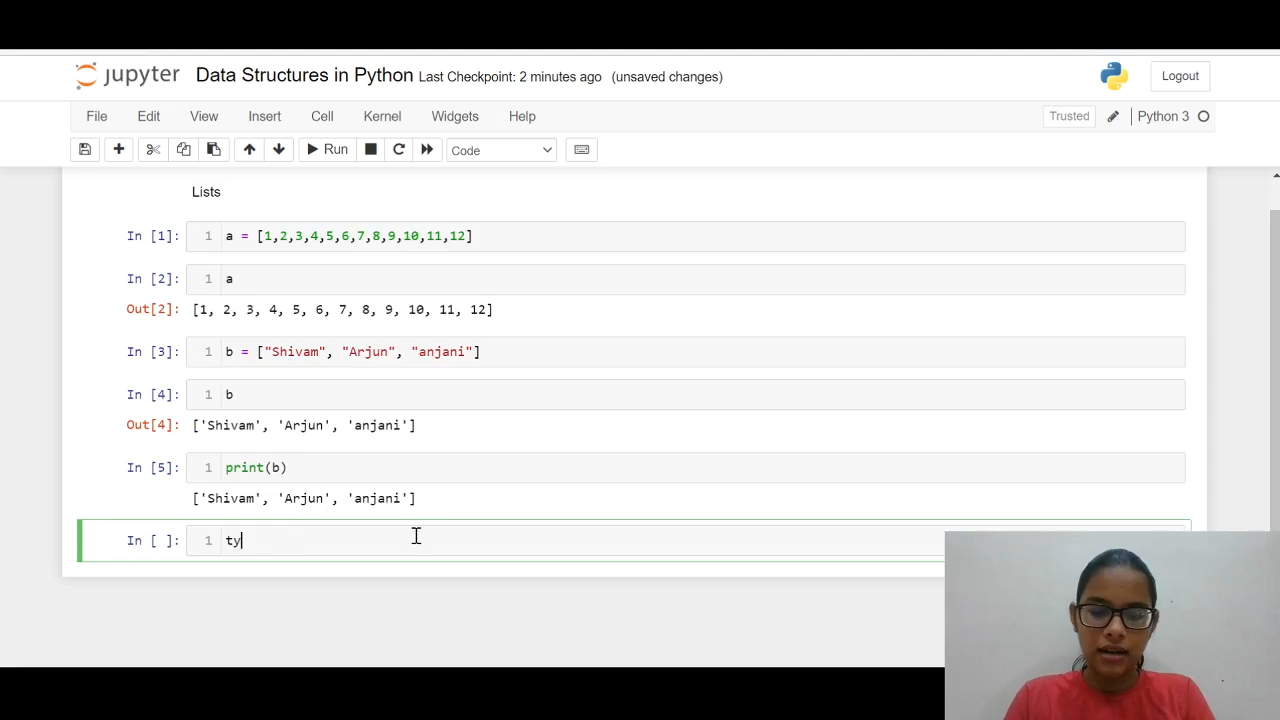 jupyter Data Structures in Python Last Checkpoint: 2 minutes ago (unsaved changes) Logout
File Edit View Insert Cell Kernel Widgets Help Trusted Python 3
Run Code
Lists
In [1]: 1 a = [1,2,3,4,5,6,7,8,9,10,11,12]
In [2]: 1 a
Out[2]: [1, 2, 3, 4, 5, 6, 7, 8, 9, 10, 11, 12]
In [3]: 1 b = ["Shivam", "Arjun", "anjani"]
In [4]: 1 b
Out[4]: ['Shivam', 'Arjun', 'anjani']
In [5]: 1 print(b)
['Shivam', 'Arjun', 'anjani']
In [ ]: 1 ty